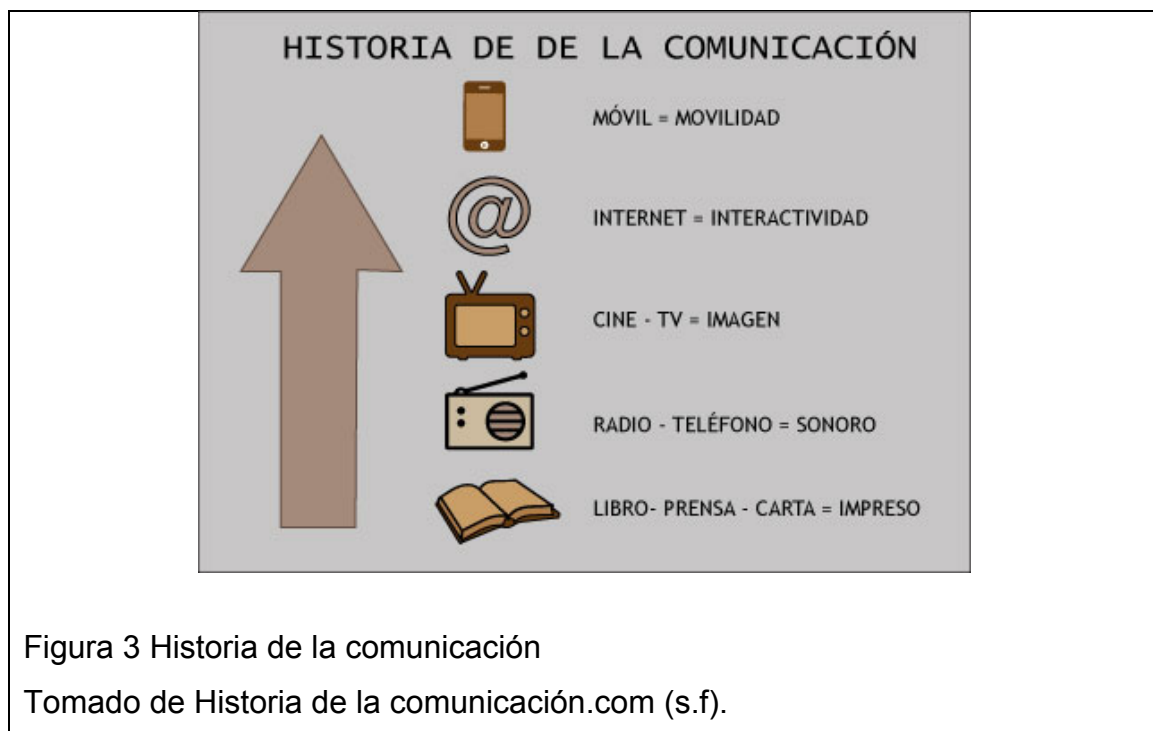 HISTORIA DE DE LA COMUNICACIÓN
MÓVIL = MOVILIDAD
@
INTERNET = INTERACTIVIDAD
CINE - TV = IMAGEN
RADIO - TELÉFONO = SONORO
LIBRO- PRENSA - CARTA = IMPRESO
Figura 3 Historia de la comunicación
Tomado de Historia de la comunicación.com (s.f).